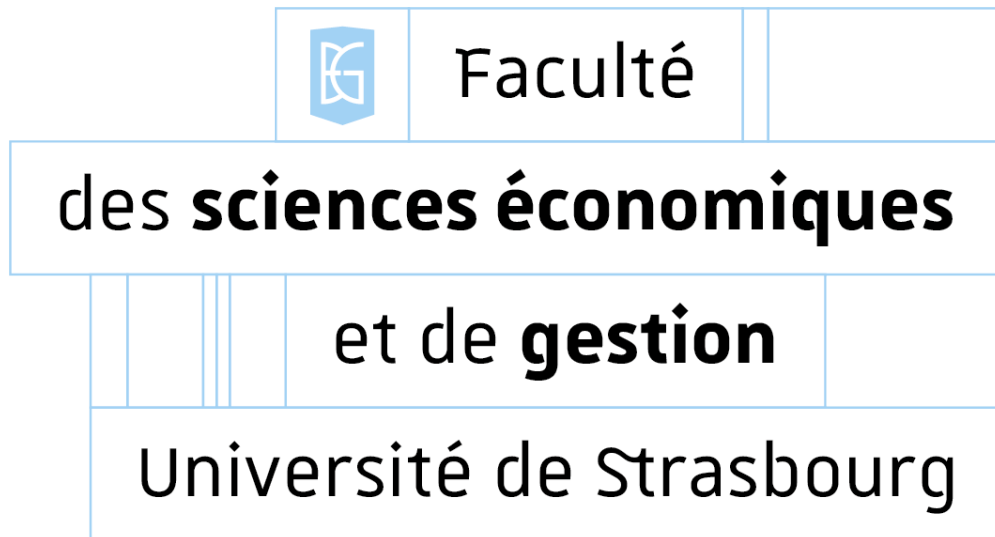 Faculté
des sciences économiques
et de gestion
Université de Strasbourg